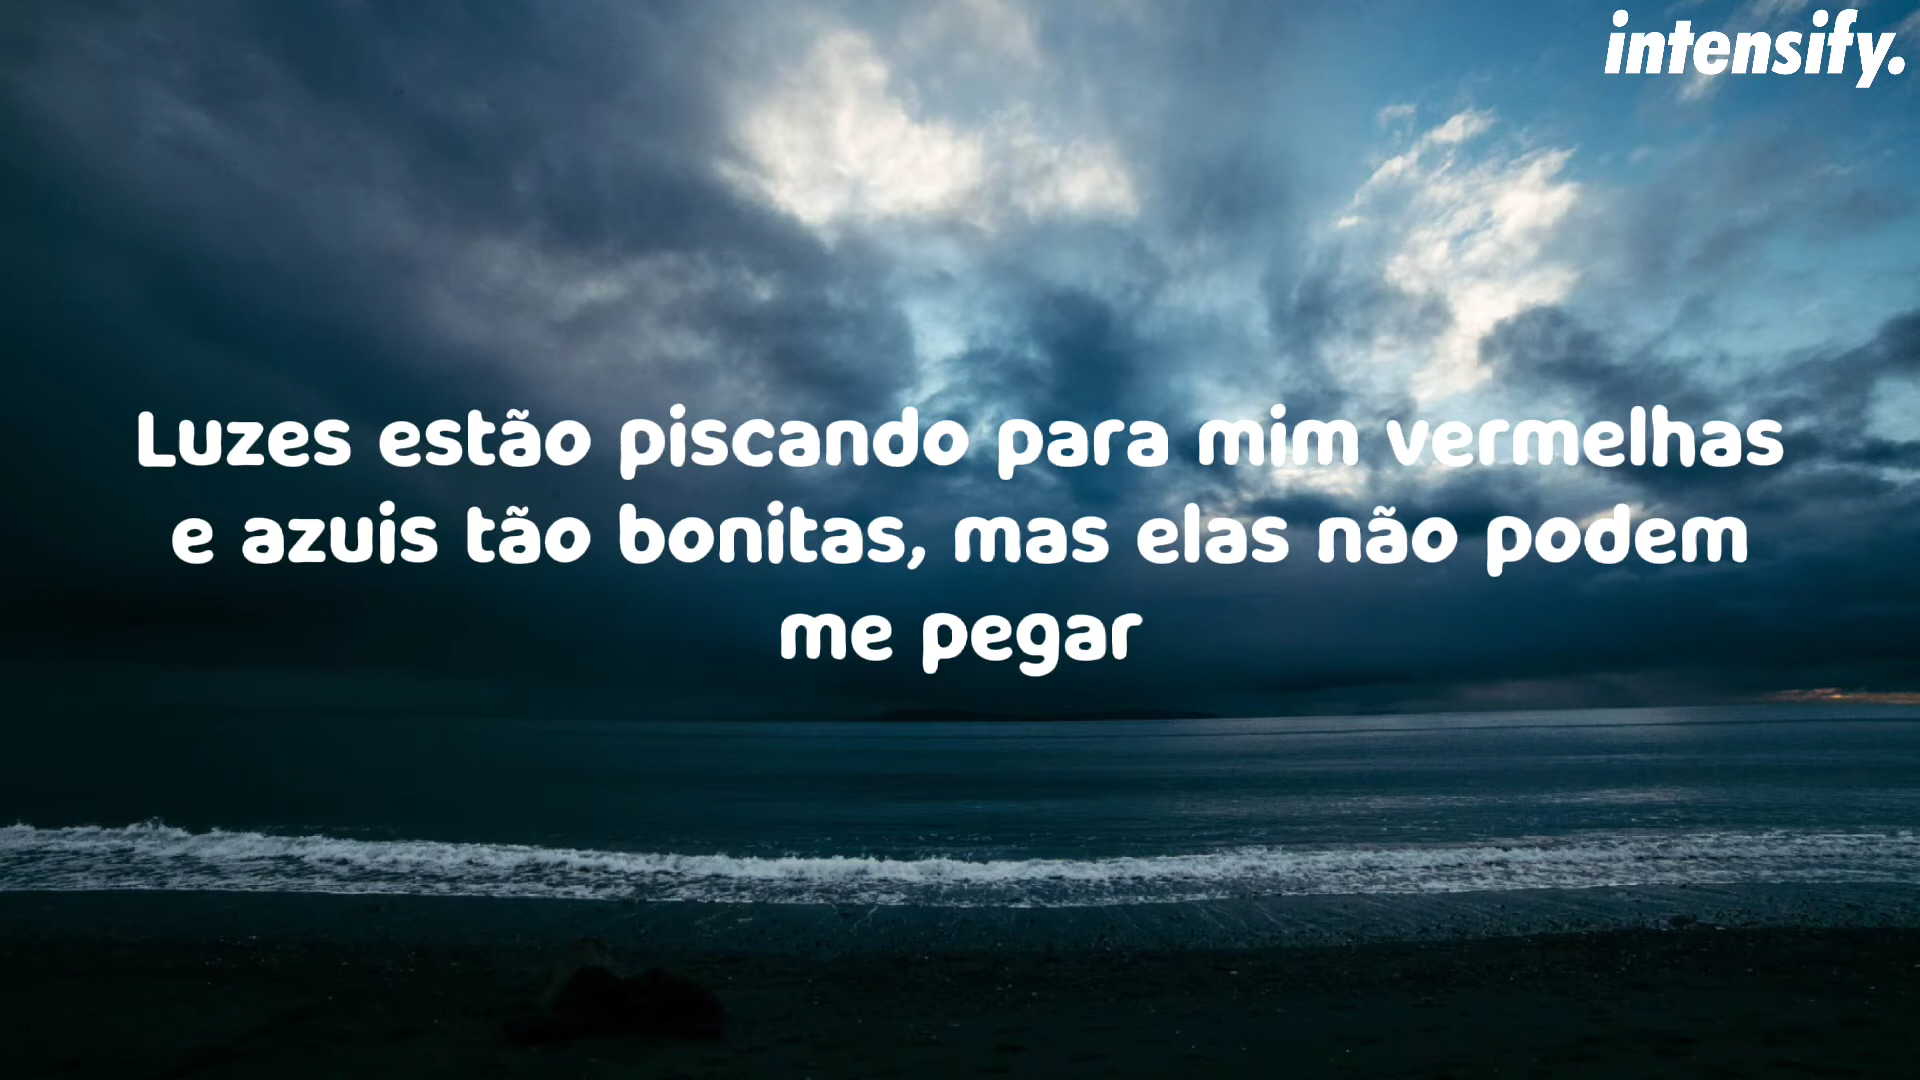 intensify.
Luzes estão piscando para mim vermelhas
e azuis tão bonitas, mas elas não podem
me pegar